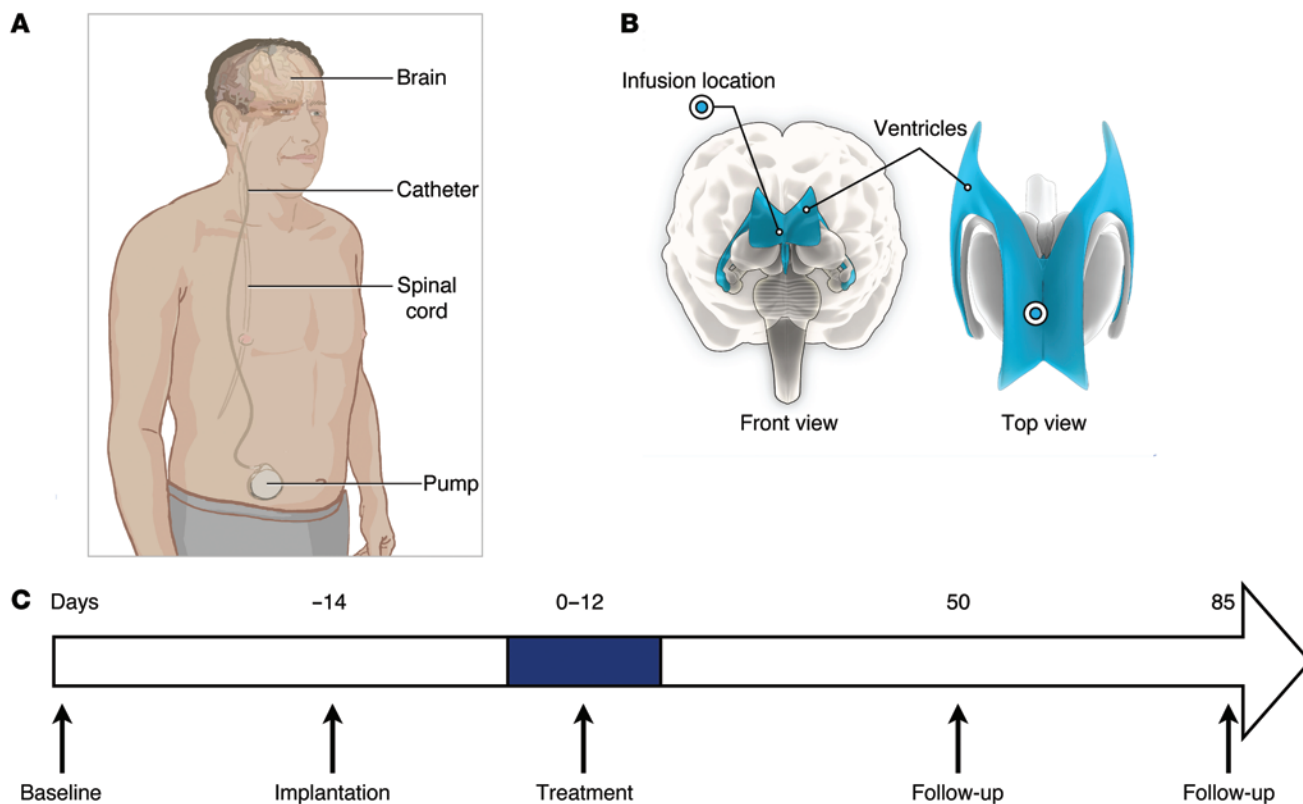 A
Brain
Catheter
Spinal
cord
Pump
B
Infusion location
Ventricles
Front view
Top view
C Days –14 0–12 50 85
Baseline Implantation Treatment Follow-up Follow-up